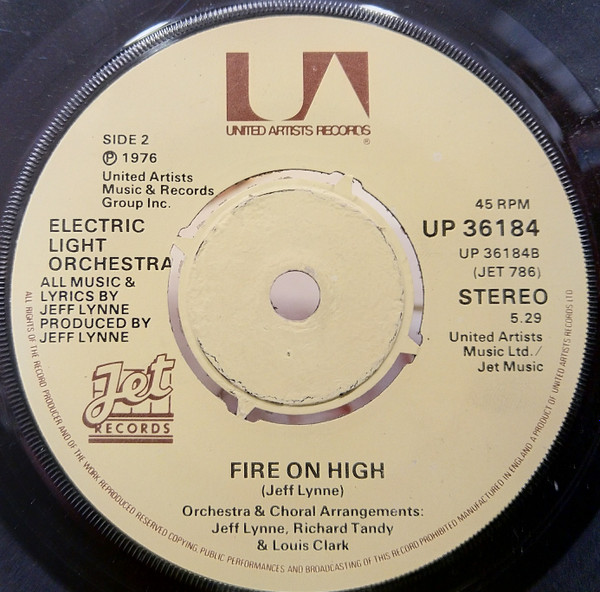 UA
UNITED ARTISTS RECORDS
®
SIDE 2
℗ 1976
United Artists
Music & Records
Group Inc.
ELECTRIC
LIGHT
ORCHESTRA
ALL MUSIC &
LYRICS BY
JEFF LYNNE
PRODUCED BY
JEFF LYNNE
Jet
RECORDS
45 RPM
UP 36184
UP 36184B
(JET 786)
STEREO
5.29
United Artists
Music Ltd./
Jet Music
FIRE ON HIGH
(Jeff Lynne)
Orchestra & Choral Arrangements:
Jeff Lynne, Richard Tandy
& Louis Clark
ALL RIGHTS OF THE RECORD PRODUCER AND OF THE WORK REPRODUCED RESERVED COPYING, PUBLIC PERFORMANCES AND BROADCASTING OF THIS RECORD PROHIBITED MANUFACTURED IN ENGLAND A PRODUCT OF UNITED ARTISTS RECORDS LTD